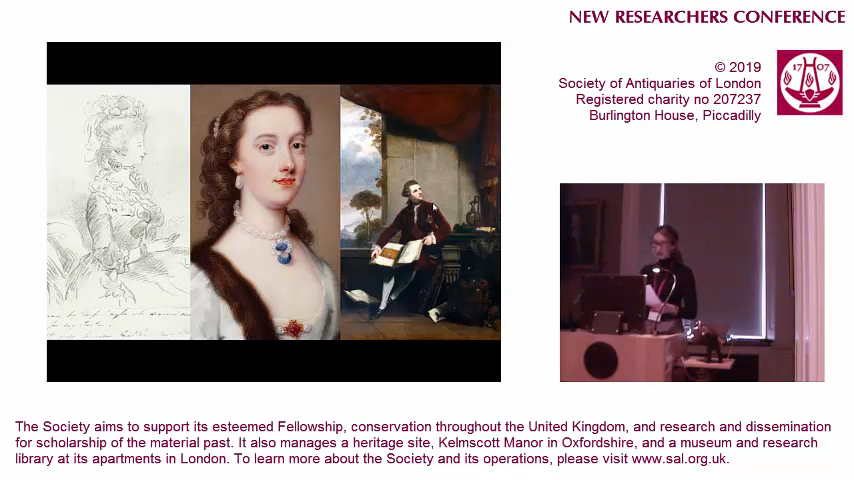 NEW RESEARCHERS CONFERENCE
© 2019
Society of Antiquaries of London
Registered charity no 207237
Burlington House, Piccadilly
17 07
The Society aims to support its esteemed Fellowship, conservation throughout the United Kingdom, and research and dissemination
for scholarship of the material past. It also manages a heritage site, Kelmscott Manor in Oxfordshire, and a museum and research
library at its apartments in London. To learn more about the Society and its operations, please visit www.sal.org.uk.